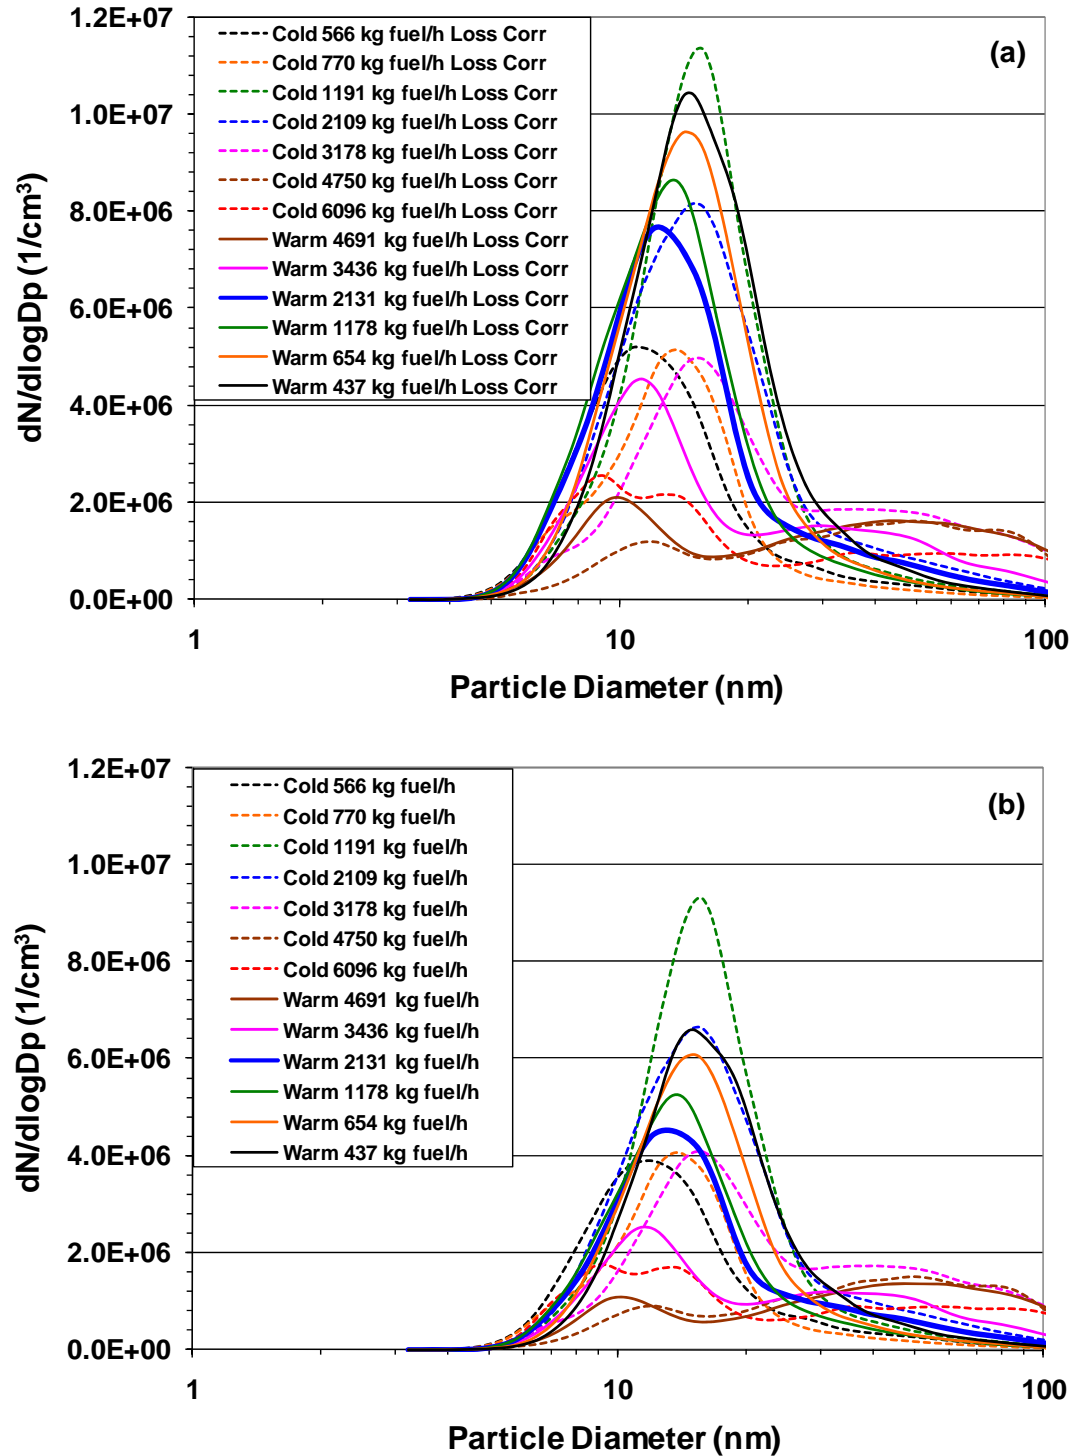 1.2E+07
1.0E+07
8.0E+06
6.0E+06
4.0E+06
2.0E+06
0.0E+00
dN/dlogDp (1/cm³)
Cold 566 kg fuel/h Loss Corr
Cold 770 kg fuel/h Loss Corr
Cold 1191 kg fuel/h Loss Corr
Cold 2109 kg fuel/h Loss Corr
Cold 3178 kg fuel/h Loss Corr
Cold 4750 kg fuel/h Loss Corr
Cold 6096 kg fuel/h Loss Corr
Warm 4691 kg fuel/h Loss Corr
Warm 3436 kg fuel/h Loss Corr
Warm 2131 kg fuel/h Loss Corr
Warm 1178 kg fuel/h Loss Corr
Warm 654 kg fuel/h Loss Corr
Warm 437 kg fuel/h Loss Corr
(a)
1 10 100
Particle Diameter (nm)
1.2E+07
1.0E+07
8.0E+06
6.0E+06
4.0E+06
2.0E+06
0.0E+00
dN/dlogDp (1/cm³)
Cold 566 kg fuel/h
Cold 770 kg fuel/h
Cold 1191 kg fuel/h
Cold 2109 kg fuel/h
Cold 3178 kg fuel/h
Cold 4750 kg fuel/h
Cold 6096 kg fuel/h
Warm 4691 kg fuel/h
Warm 3436 kg fuel/h
Warm 2131 kg fuel/h
Warm 1178 kg fuel/h
Warm 654 kg fuel/h
Warm 437 kg fuel/h
(b)
1 10 100
Particle Diameter (nm)